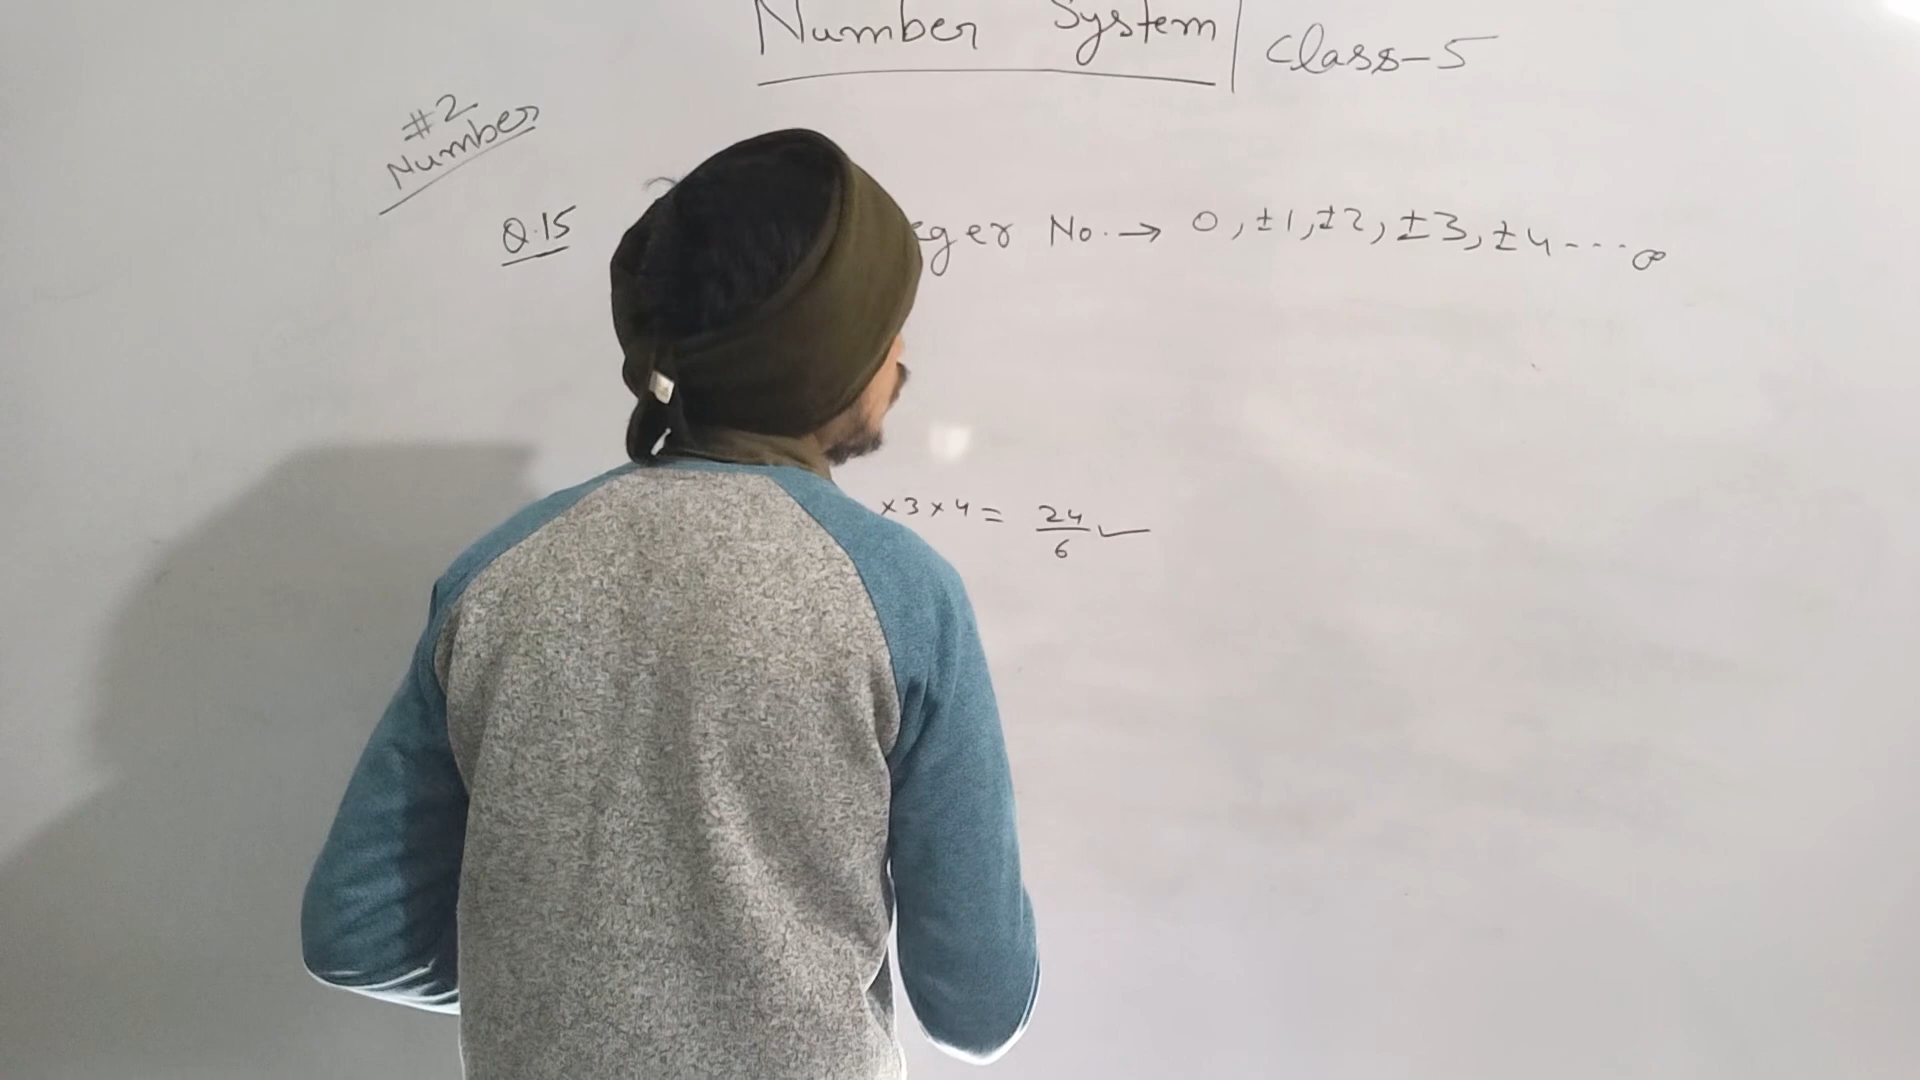 Number System | Class-5
#2
Number
Q.15 eger No. → 0, ±1, ±2, ±3, ±4 ---- ∞
×3×4 = 24/6 ✓